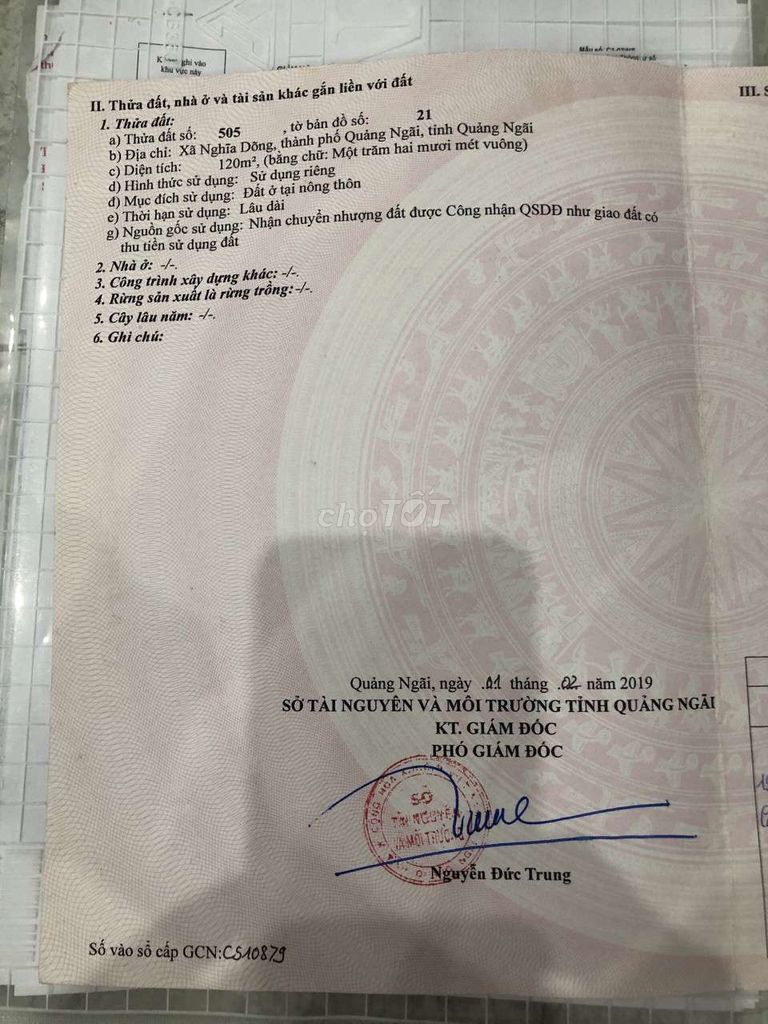 K ghi vào
khu vực này
II. Thửa đất, nhà ở và tài sản khác gắn liền với đất
III. S
1. Thửa đất:
a) Thửa đất số: 505 , tờ bản đồ số: 21
b) Địa chỉ: Xã Nghĩa Dõng, thành phố Quảng Ngãi, tỉnh Quảng Ngãi
c) Diện tích: 120m², (bằng chữ: Một trăm hai mươi mét vuông)
d) Hình thức sử dụng: Sử dụng riêng
đ) Mục đích sử dụng: Đất ở tại nông thôn
e) Thời hạn sử dụng: Lâu dài
g) Nguồn gốc sử dụng: Nhận chuyển nhượng đất được Công nhận QSDĐ như giao đất có
thu tiền sử dụng đất
2. Nhà ở: -/-.
3. Công trình xây dựng khác: -/-.
4. Rừng sản xuất là rừng trồng:-/-.
5. Cây lâu năm: -/-.
6. Ghi chú:
chợTỐT
Quảng Ngãi, ngày .01 tháng .02 năm 2019
SỞ TÀI NGUYÊN VÀ MÔI TRƯỜNG TỈNH QUẢNG NGÃI
KT. GIÁM ĐỐC
PHÓ GIÁM ĐỐC
SỞ
TÀI NGUYÊN
VÀ MÔI TRƯỜNG
Nguyễn Đức Trung
Số vào sổ cấp GCN:CS10879